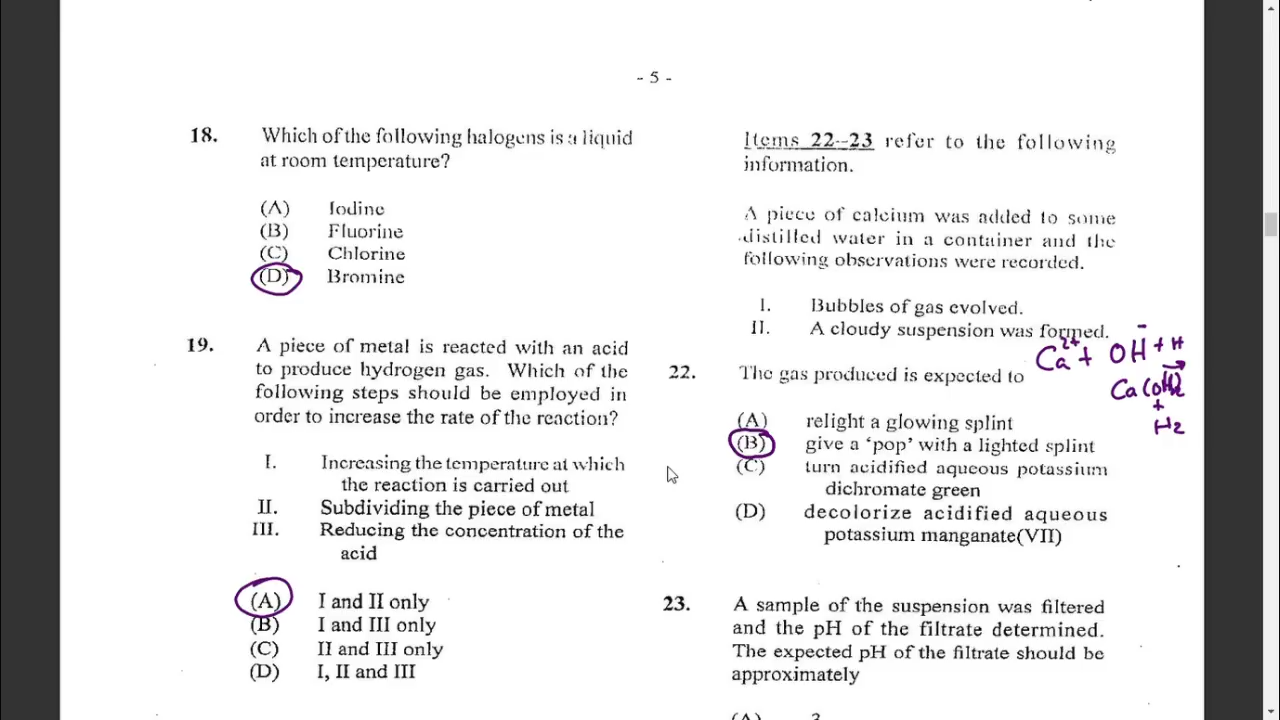 - 5 -
18. Which of the following halogens is a liquid
at room temperature?
(A) Iodine
(B) Fluorine
(C) Chlorine
(D) Bromine
19. A piece of metal is reacted with an acid
to produce hydrogen gas. Which of the
following steps should be employed in
order to increase the rate of the reaction?
I. Increasing the temperature at which
the reaction is carried out
II. Subdividing the piece of metal
III. Reducing the concentration of the
acid
(A) I and II only
(B) I and III only
(C) II and III only
(D) I, II and III
Items 22--23 refer to the following
information.
A piece of calcium was added to some
distilled water in a container and the
following observations were recorded.
I. Bubbles of gas evolved.
II. A cloudy suspension was formed.
Ca²⁺ + OH⁻ + H →
Ca(OH)2
+
H2
22. The gas produced is expected to
(A) relight a glowing splint
(B) give a ‘pop’ with a lighted splint
(C) turn acidified aqueous potassium
dichromate green
(D) decolorize acidified aqueous
potassium manganate(VII)
23. A sample of the suspension was filtered
and the pH of the filtrate determined.
The expected pH of the filtrate should be
approximately
(A) 3